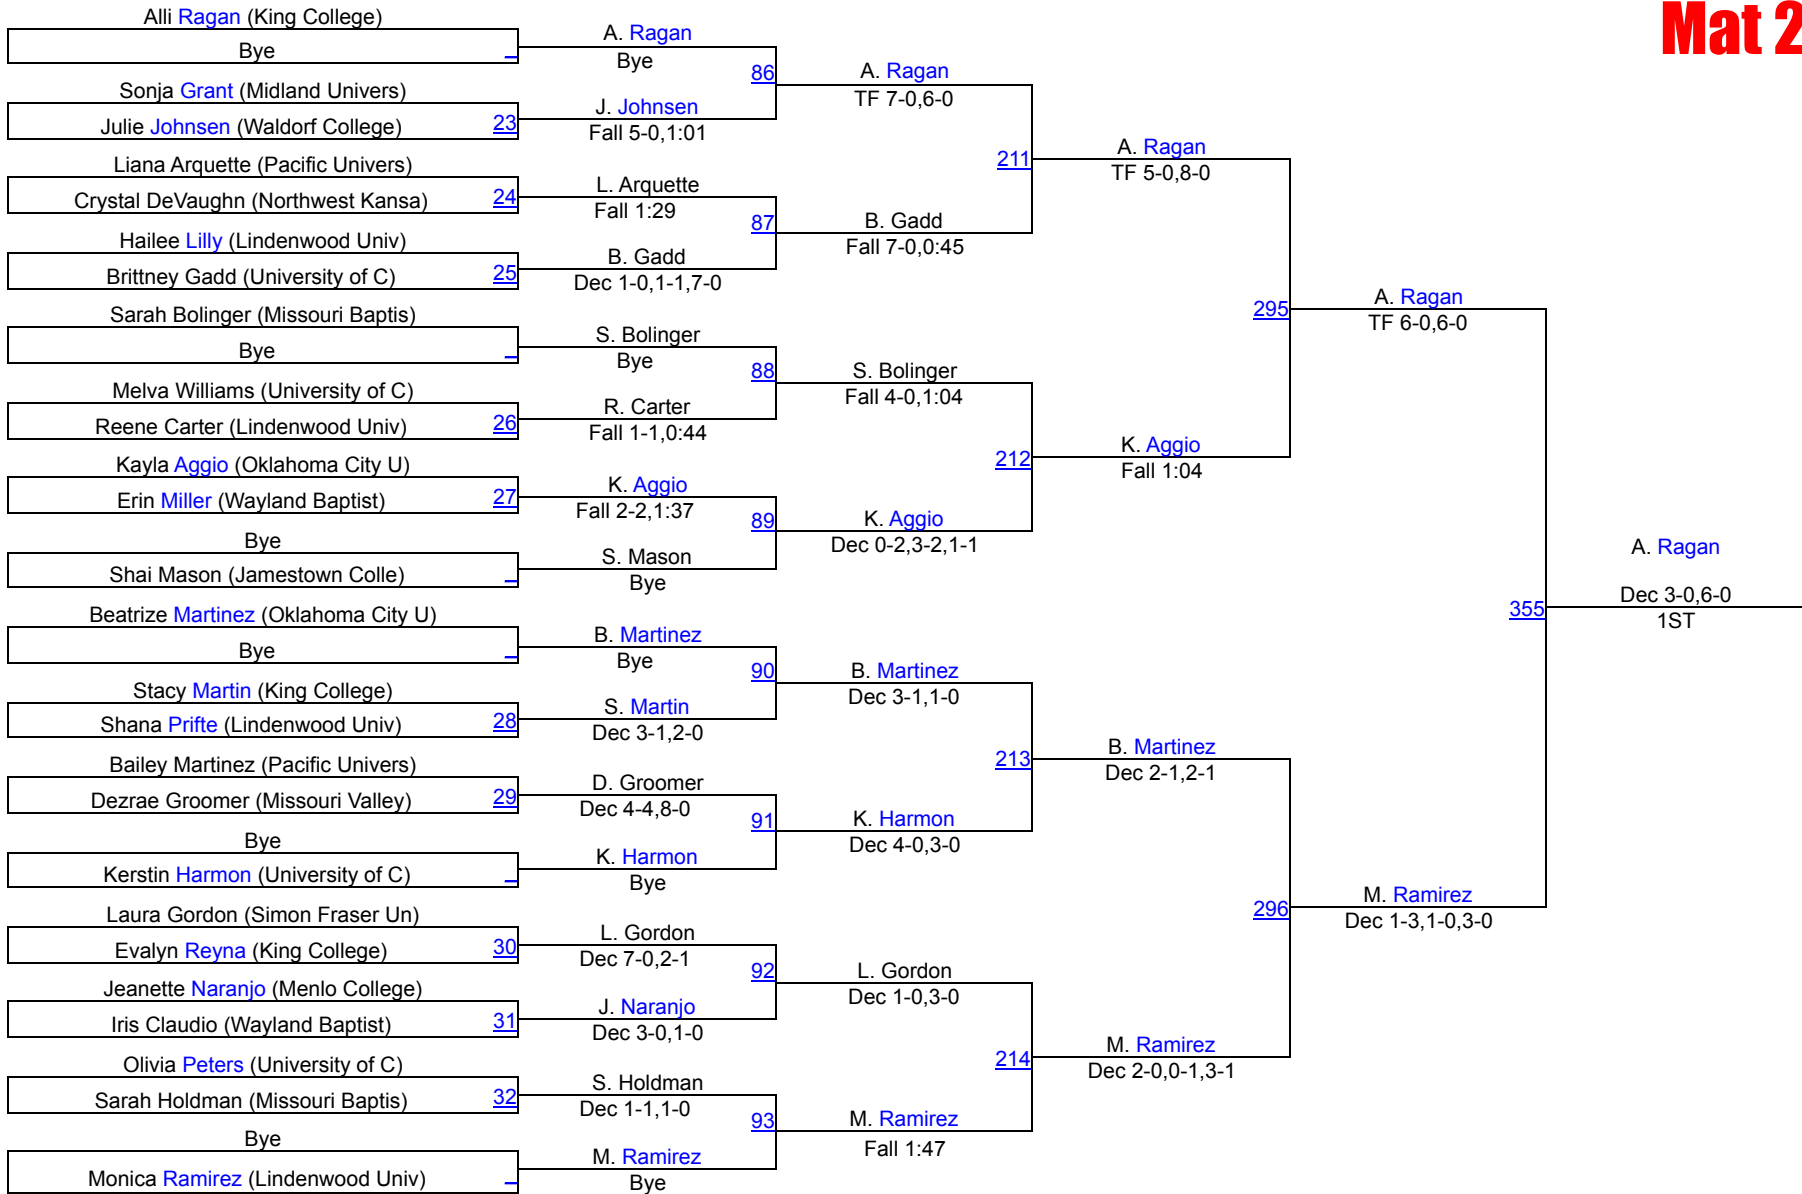 Mat 2
Alli Ragan (King College)
Bye
Sonja Grant (Midland Univers)
Julie Johnsen (Waldorf College) 23
Liana Arquette (Pacific Univers)
Crystal DeVaughn (Northwest Kansa) 24
Hailee Lilly (Lindenwood Univ)
Brittney Gadd (University of C) 25
Sarah Bolinger (Missouri Baptis)
Bye
Melva Williams (University of C)
Reene Carter (Lindenwood Univ) 26
Kayla Aggio (Oklahoma City U)
Erin Miller (Wayland Baptist) 27
Bye
Shai Mason (Jamestown Colle)
Beatrize Martinez (Oklahoma City U)
Bye
Stacy Martin (King College)
Shana Prifte (Lindenwood Univ) 28
Bailey Martinez (Pacific Univers)
Dezrae Groomer (Missouri Valley) 29
Bye
Kerstin Harmon (University of C)
Laura Gordon (Simon Fraser Un)
Evalyn Reyna (King College) 30
Jeanette Naranjo (Menlo College)
Iris Claudio (Wayland Baptist) 31
Olivia Peters (University of C)
Sarah Holdman (Missouri Baptis) 32
Bye
Monica Ramirez (Lindenwood Univ)
A. Ragan
Bye
86
J. Johnsen
Fall 5-0,1:01
L. Arquette
Fall 1:29
87
B. Gadd
Dec 1-0,1-1,7-0
S. Bolinger
Bye
88
R. Carter
Fall 1-1,0:44
K. Aggio
Fall 2-2,1:37
89
S. Mason
Bye
B. Martinez
Bye
90
S. Martin
Dec 3-1,2-0
D. Groomer
Dec 4-4,8-0
91
K. Harmon
Bye
L. Gordon
Dec 7-0,2-1
92
J. Naranjo
Dec 3-0,1-0
S. Holdman
Dec 1-1,1-0
93
M. Ramirez
Bye
A. Ragan
TF 7-0,6-0
211
B. Gadd
Fall 7-0,0:45
S. Bolinger
Fall 4-0,1:04
212
K. Aggio
Dec 0-2,3-2,1-1
B. Martinez
Dec 3-1,1-0
213
K. Harmon
Dec 4-0,3-0
L. Gordon
Dec 1-0,3-0
214
M. Ramirez
Fall 1:47
A. Ragan
TF 5-0,8-0
295
K. Aggio
Fall 1:04
B. Martinez
Dec 2-1,2-1
296
M. Ramirez
Dec 2-0,0-1,3-1
A. Ragan
TF 6-0,6-0
355
M. Ramirez
Dec 1-3,1-0,3-0
A. Ragan
Dec 3-0,6-0
1ST